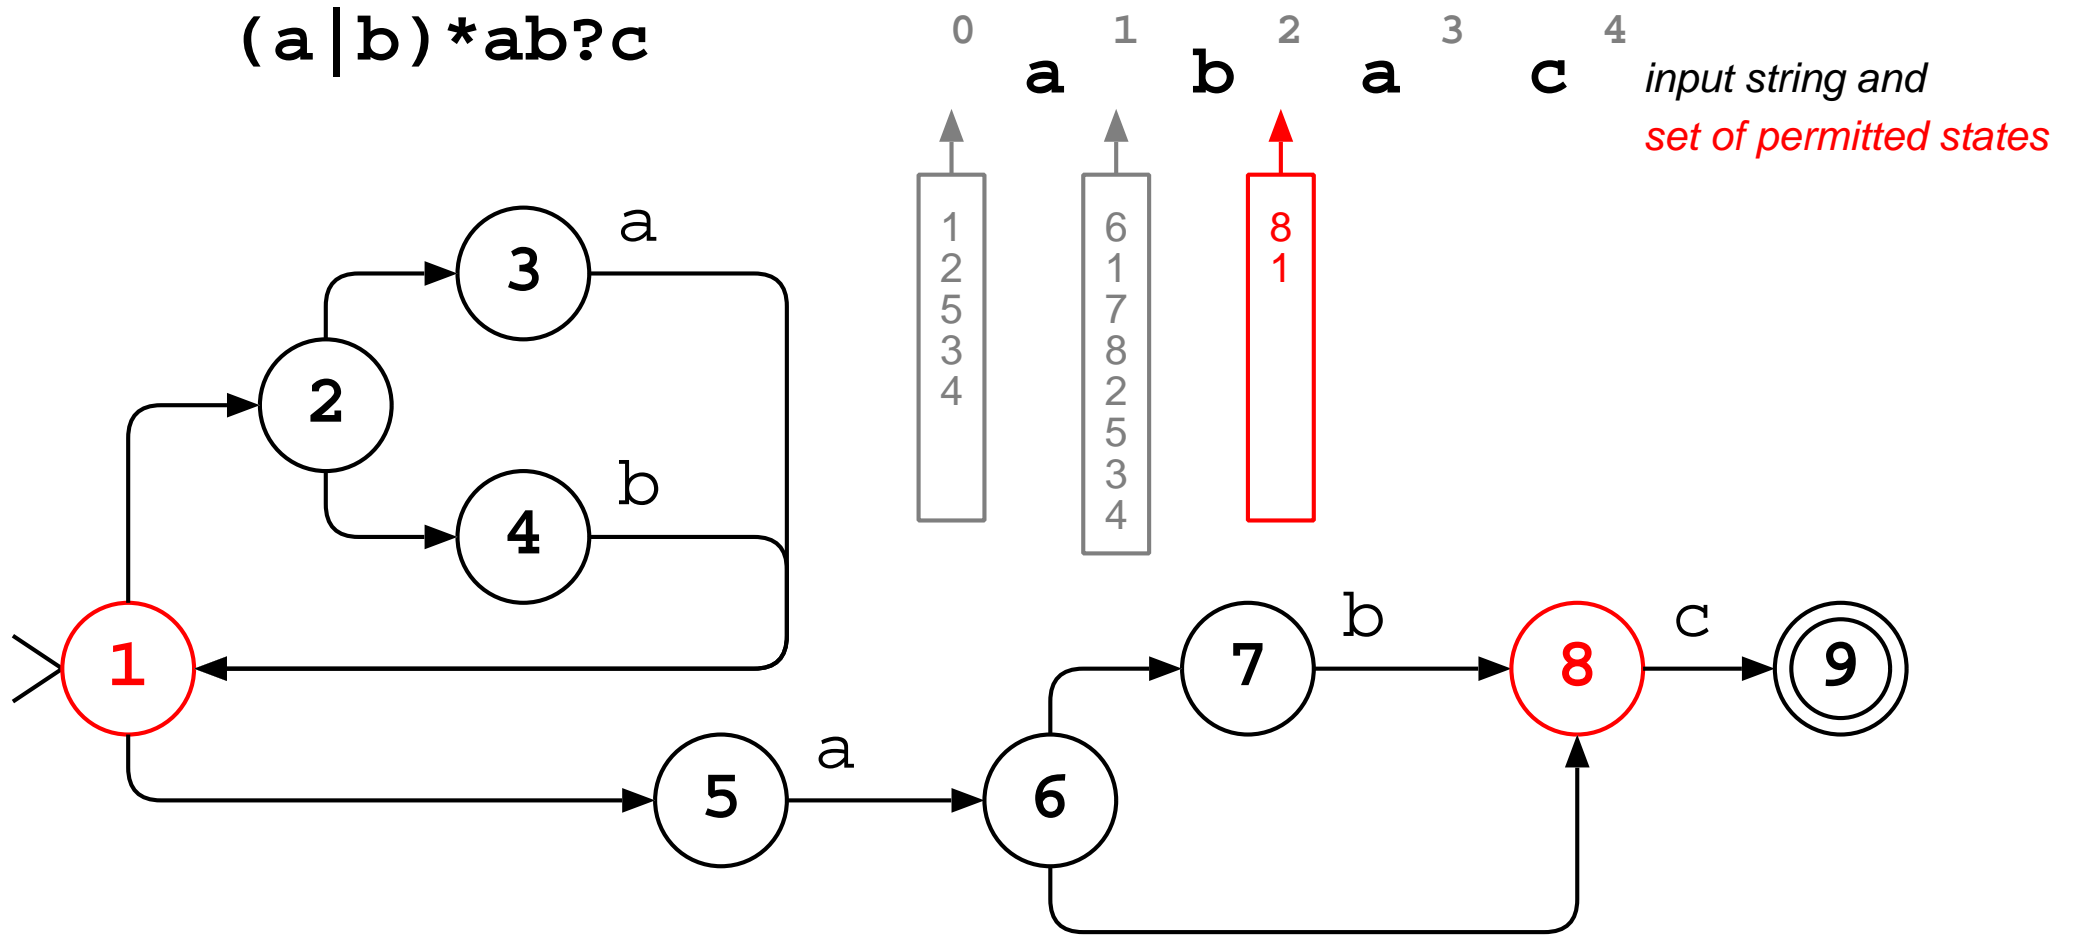 (a|b)*ab?c
0 1 2 3 4
a b a c
input string and
set of permitted states
1
2
5
3
4
6
1
7
8
2
5
3
4
8
1
3 a
2
4 b
1
7 b 8 c 9
5 a 6